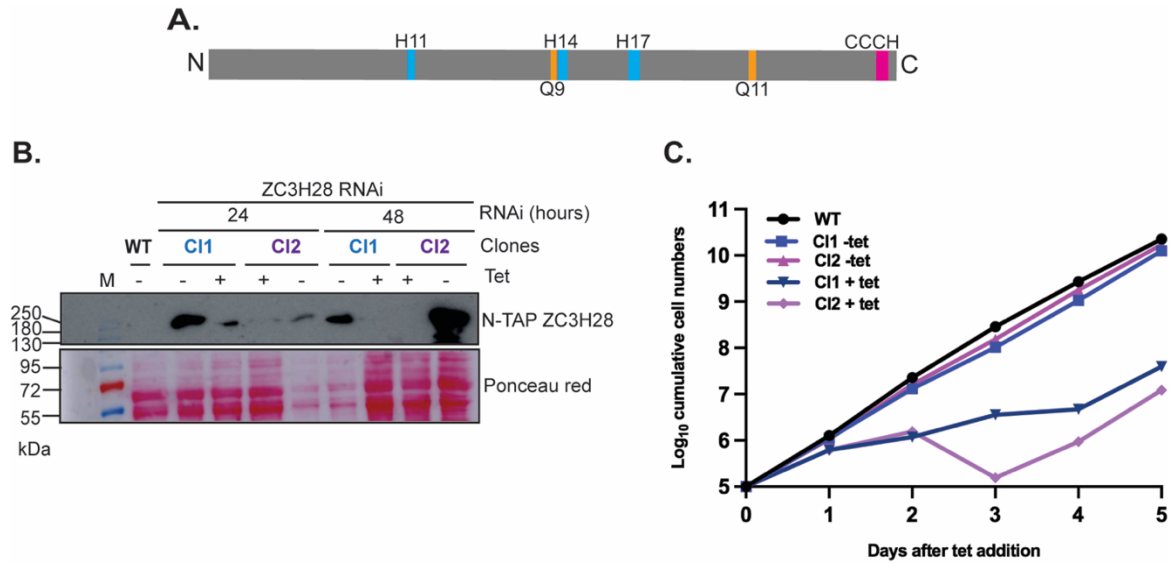 A.
H11 H14 H17 CCCH
N C
Q9 Q11
B.
ZC3H28 RNAi
24 48 RNAi (hours)
WT Cl1 Cl2 Cl1 Cl2 Clones
M - - + + - - + + - Tet
250
180
130
N-TAP ZC3H28
95
72
55
Ponceau red
kDa
C.
Log10 cumulative cell numbers
11
10
9
8
7
6
5
WT
Cl1 -tet
Cl2 -tet
Cl1 + tet
Cl2 + tet
0 1 2 3 4 5
Days after tet addition